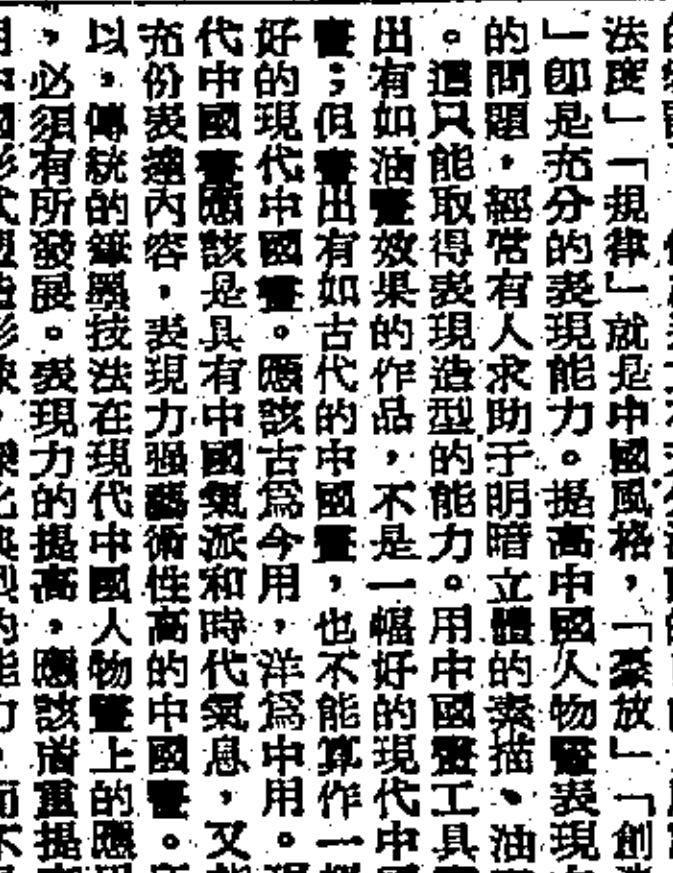 法度」「規律」就是中國風格,「豪放」「創
」卽是充分的表現能力。提高中國人物畫表現
的問題,經常有人求助于明暗立體的素描、油
。這只能取得表現造型的能力。用中國畫工具
出有如油畫效果的作品,不是一幅好的現代中
畫;但畫出有如古代的中國畫,也不能算作一
好的現代中國畫。應該古爲今用,洋爲中用。
代中國畫應該是具有中國氣派和時代氣息,又
充份表達內容,表現力强藝術性高的中國畫。
以,傳統的筆墨技法在現代中國人物畫上的應
,必須有所發展。表現力的提高,應該着重提